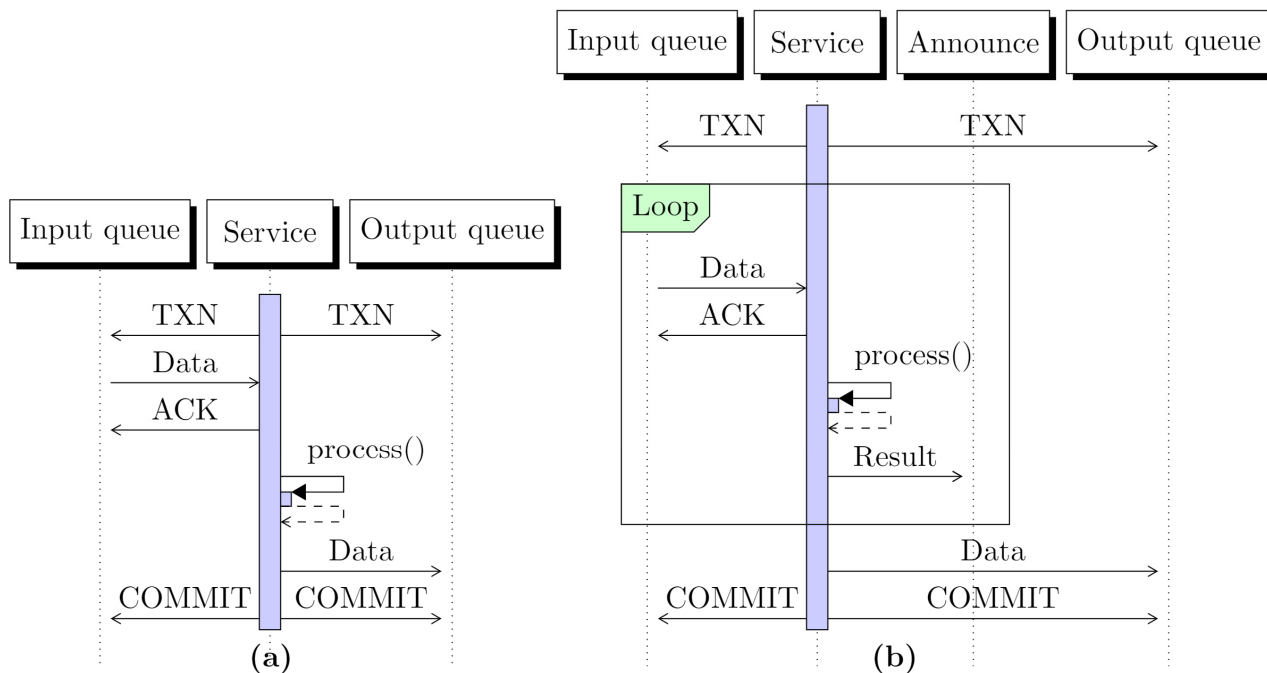 Input queue Service Output queue
TXN TXN
Data
ACK
process()
Data
COMMIT COMMIT
(a)
Input queue Service Announce Output queue
TXN TXN
Loop
Data
ACK
process()
Result
Data
COMMIT COMMIT
(b)